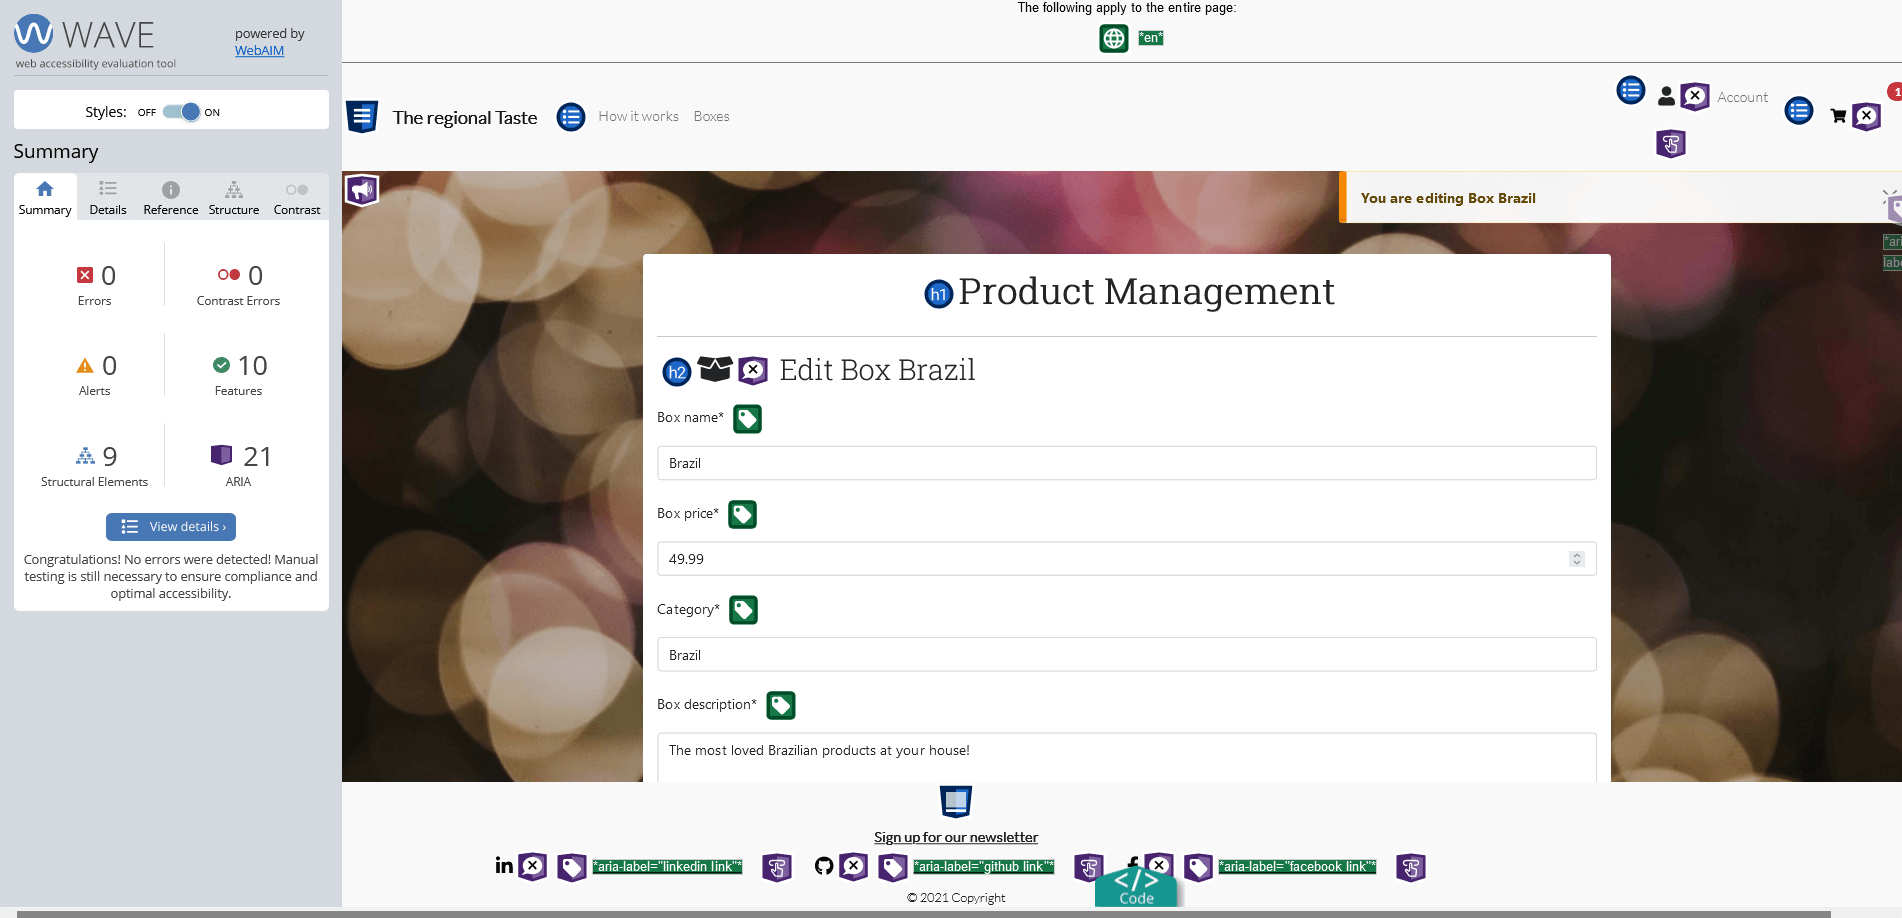 WAVE
web accessibility evaluation tool
powered by
WebAIM
Styles: OFF ON
Summary
Summary Details Reference Structure Contrast
0 0
Errors Contrast Errors
0 10
Alerts Features
9 21
Structural Elements ARIA
View details ›
Congratulations! No errors were detected! Manual
testing is still necessary to ensure compliance and
optimal accessibility.
The following apply to the entire page:
*en*
The regional Taste How it works Boxes Account 1
You are editing Box Brazil
h1 Product Management
h2 Edit Box Brazil
Box name*
Brazil
Box price*
49.99
Category*
Brazil
Box description*
The most loved Brazilian products at your house!
Sign up for our newsletter
in *aria-label="linkedin link"* *aria-label="github link"* f *aria-label="facebook link"*
</> Code
© 2021 Copyright